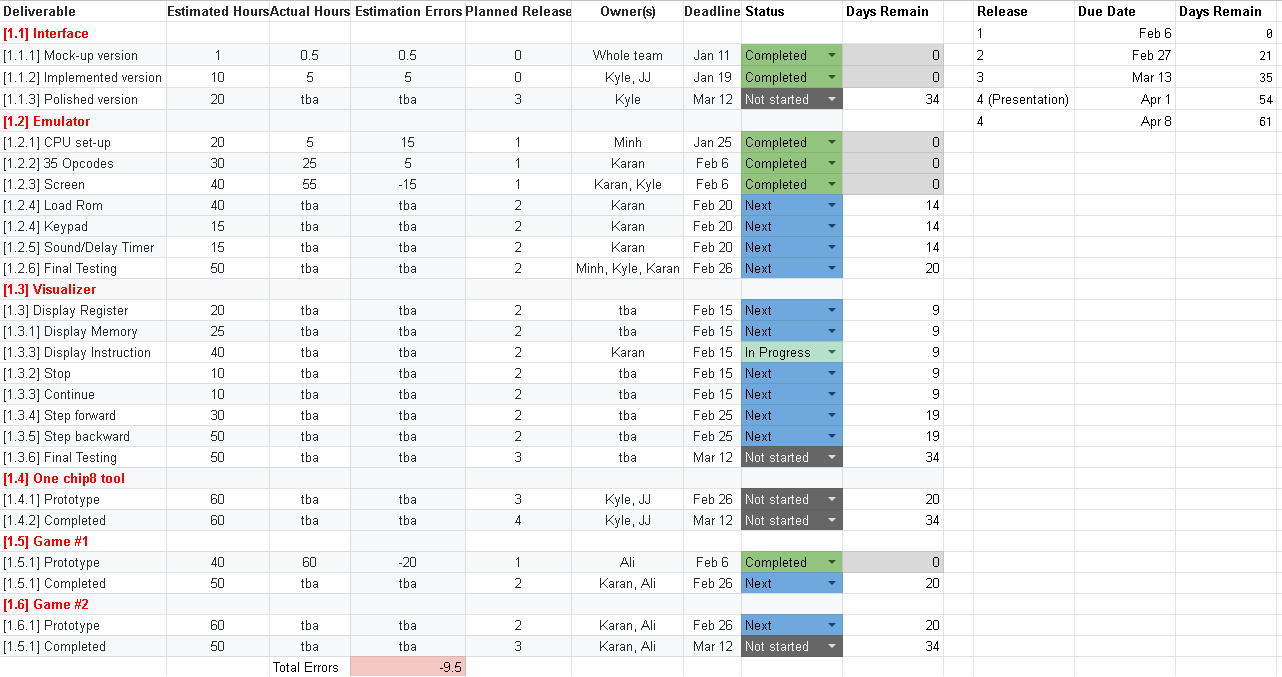 Deliverable Estimated Hours Actual Hours Estimation Errors Planned Release Owner(s) Deadline Status Days Remain Release Due Date Days Remain
[1.1] Interface 1 Feb 6 0
[1.1.1] Mock-up version 1 0.5 0.5 0 Whole team Jan 11 Completed 0 2 Feb 27 21
[1.1.2] Implemented version 10 5 5 0 Kyle, JJ Jan 19 Completed 0 3 Mar 13 35
[1.1.3] Polished version 20 tba tba 3 Kyle Mar 12 Not started 34 4 (Presentation) Apr 1 54
[1.2] Emulator 4 Apr 8 61
[1.2.1] CPU set-up 20 5 15 1 Minh Jan 25 Completed 0
[1.2.2] 35 Opcodes 30 25 5 1 Karan Feb 6 Completed 0
[1.2.3] Screen 40 55 -15 1 Karan, Kyle Feb 6 Completed 0
[1.2.4] Load Rom 40 tba tba 2 Karan Feb 20 Next 14
[1.2.4] Keypad 15 tba tba 2 Karan Feb 20 Next 14
[1.2.5] Sound/Delay Timer 15 tba tba 2 Karan Feb 20 Next 14
[1.2.6] Final Testing 50 tba tba 2 Minh, Kyle, Karan Feb 26 Next 20
[1.3] Visualizer
[1.3] Display Register 20 tba tba 2 tba Feb 15 Next 9
[1.3.1] Display Memory 25 tba tba 2 tba Feb 15 Next 9
[1.3.3] Display Instruction 40 tba tba 2 Karan Feb 15 In Progress 9
[1.3.2] Stop 10 tba tba 2 tba Feb 15 Next 9
[1.3.3] Continue 10 tba tba 2 tba Feb 15 Next 9
[1.3.4] Step forward 30 tba tba 2 tba Feb 25 Next 19
[1.3.5] Step backward 50 tba tba 2 tba Feb 25 Next 19
[1.3.6] Final Testing 50 tba tba 3 tba Mar 12 Not started 34
[1.4] One chip8 tool
[1.4.1] Prototype 60 tba tba 3 Kyle, JJ Feb 26 Not started 20
[1.4.2] Completed 60 tba tba 4 Kyle, JJ Mar 12 Not started 34
[1.5] Game #1
[1.5.1] Prototype 40 60 -20 1 Ali Feb 6 Completed 0
[1.5.1] Completed 50 tba tba 2 Karan, Ali Feb 26 Next 20
[1.6] Game #2
[1.6.1] Prototype 60 tba tba 2 Karan, Ali Feb 26 Next 20
[1.5.1] Completed 50 tba tba 3 Karan, Ali Mar 12 Not started 34
Total Errors -9.5